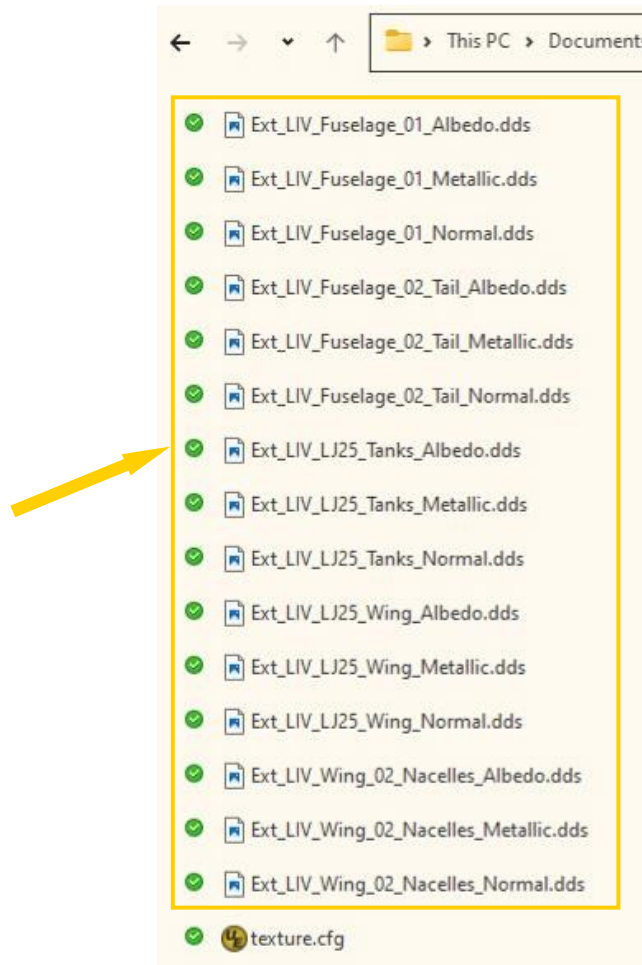 This PC > Documents
Ext_LIV_Fuselage_01_Albedo.dds
Ext_LIV_Fuselage_01_Metallic.dds
Ext_LIV_Fuselage_01_Normal.dds
Ext_LIV_Fuselage_02_Tail_Albedo.dds
Ext_LIV_Fuselage_02_Tail_Metallic.dds
Ext_LIV_Fuselage_02_Tail_Normal.dds
Ext_LIV_LJ25_Tanks_Albedo.dds
Ext_LIV_LJ25_Tanks_Metallic.dds
Ext_LIV_LJ25_Tanks_Normal.dds
Ext_LIV_LJ25_Wing_Albedo.dds
Ext_LIV_LJ25_Wing_Metallic.dds
Ext_LIV_LJ25_Wing_Normal.dds
Ext_LIV_Wing_02_Nacelles_Albedo.dds
Ext_LIV_Wing_02_Nacelles_Metallic.dds
Ext_LIV_Wing_02_Nacelles_Normal.dds
texture.cfg